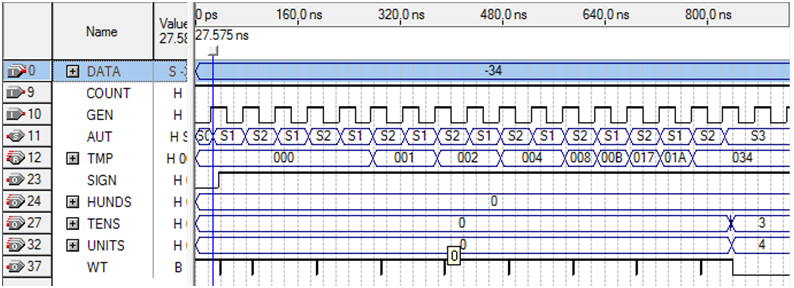 Name Value 27.58 0 ps 160.0 ns 320.0 ns 480.0 ns 640.0 ns 800.0 ns
27.575 ns
0 DATA S -34
9 COUNT H
10 GEN H
11 AUT H S S0 S1 S2 S1 S2 S1 S2 S1 S2 S1 S2 S1 S2 S1 S2 S1 S2 S3
12 TMP H 00 000 001 002 004 008 00B 017 01A 034
23 SIGN H
24 HUNDS H 0
27 TENS H 0 3
32 UNITS H 0 4
37 WT B 0